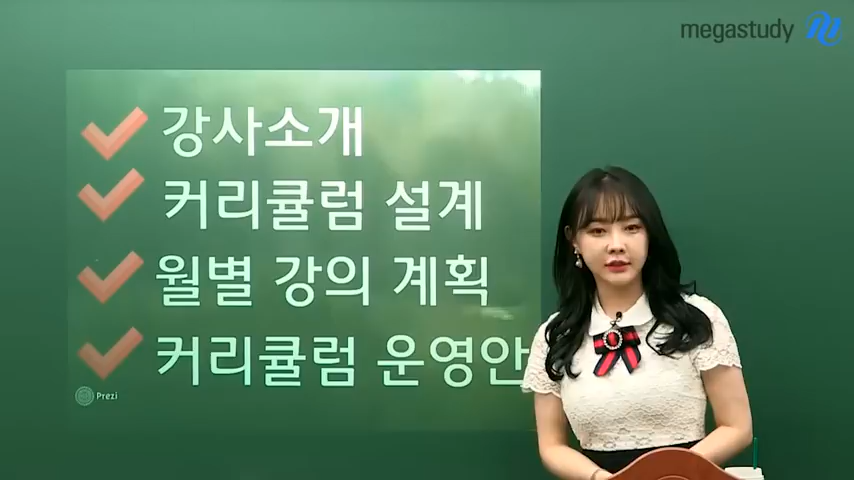 megastudy
강사소개
커리큘럼 설계
월별 강의 계획
커리큘럼 운영안
Prezi